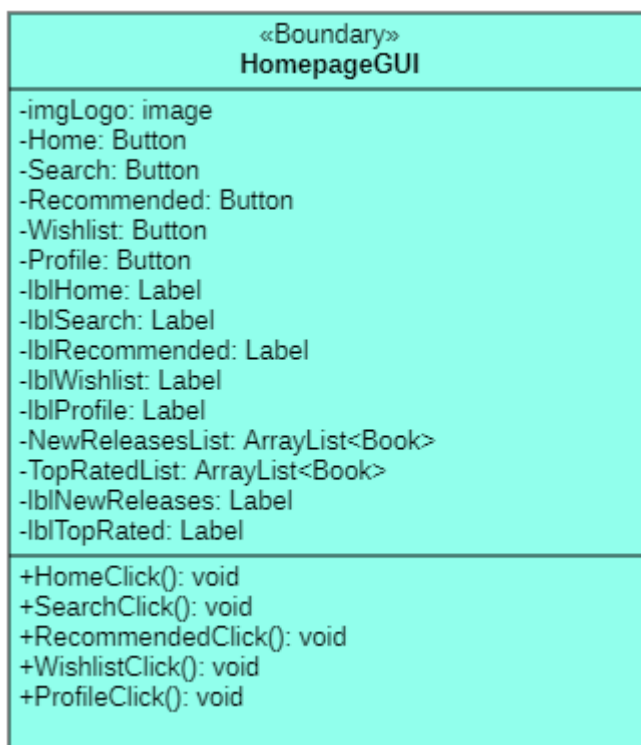 «Boundary»
HomepageGUI
-imgLogo: image
-Home: Button
-Search: Button
-Recommended: Button
-Wishlist: Button
-Profile: Button
-lblHome: Label
-lblSearch: Label
-lblRecommended: Label
-lblWishlist: Label
-lblProfile: Label
-NewReleasesList: ArrayList<Book>
-TopRatedList: ArrayList<Book>
-lblNewReleases: Label
-lblTopRated: Label
+HomeClick(): void
+SearchClick(): void
+RecommendedClick(): void
+WishlistClick(): void
+ProfileClick(): void